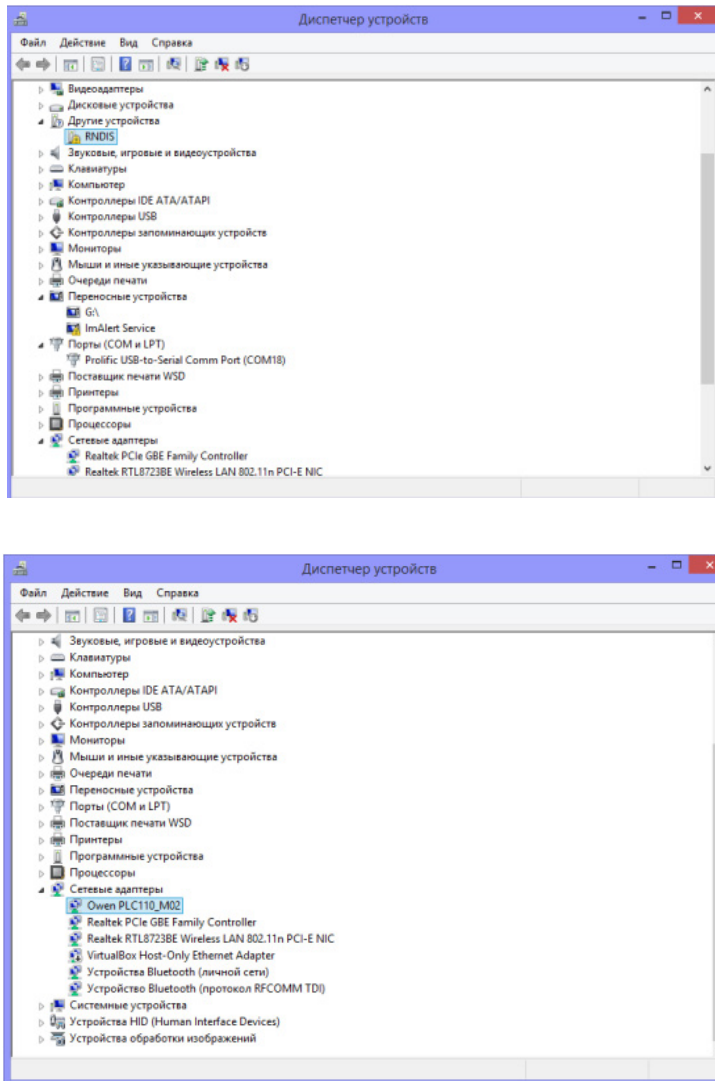 Диспетчер устройств
Файл Действие Вид Справка
Видеоадаптеры
Дисковые устройства
Другие устройства
RNDIS
Звуковые, игровые и видеоустройства
Клавиатуры
Компьютер
Контроллеры IDE ATA/ATAPI
Контроллеры USB
Контроллеры запоминающих устройств
Мониторы
Мыши и иные указывающие устройства
Очереди печати
Переносные устройства
G:\
ImAlert Service
Порты (COM и LPT)
Prolific USB-to-Serial Comm Port (COM18)
Поставщик печати WSD
Принтеры
Программные устройства
Процессоры
Сетевые адаптеры
Realtek PCIe GBE Family Controller
Realtek RTL8723BE Wireless LAN 802.11n PCI-E NIC
Диспетчер устройств
Файл Действие Вид Справка
Звуковые, игровые и видеоустройства
Клавиатуры
Компьютер
Контроллеры IDE ATA/ATAPI
Контроллеры USB
Контроллеры запоминающих устройств
Мониторы
Мыши и иные указывающие устройства
Очереди печати
Переносные устройства
Порты (COM и LPT)
Поставщик печати WSD
Принтеры
Программные устройства
Процессоры
Сетевые адаптеры
Owen PLC110_M02
Realtek PCIe GBE Family Controller
Realtek RTL8723BE Wireless LAN 802.11n PCI-E NIC
VirtualBox Host-Only Ethernet Adapter
Устройства Bluetooth (личной сети)
Устройство Bluetooth (протокол RFCOMM TDI)
Системные устройства
Устройства HID (Human Interface Devices)
Устройства обработки изображений